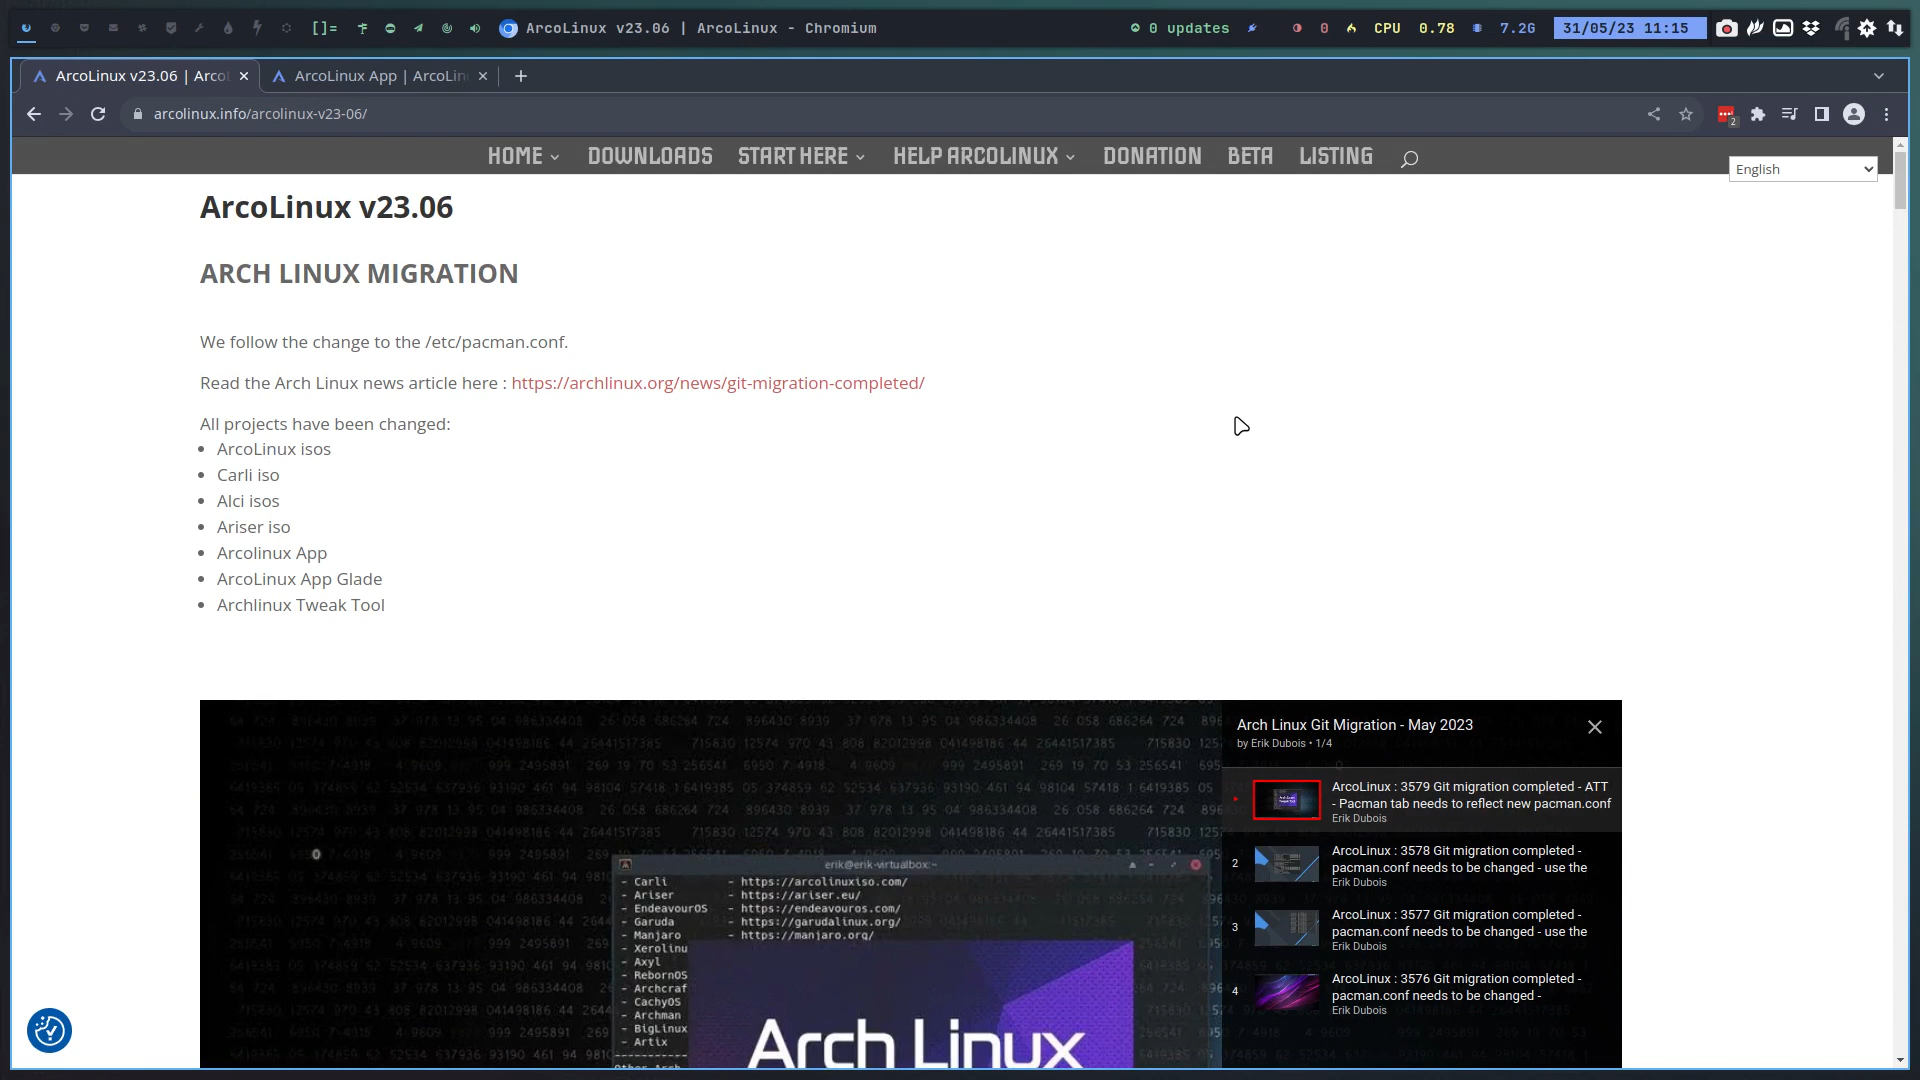 []= ArcoLinux v23.06 | ArcoLinux - Chromium 0 updates 0 CPU 0.78 7.2G 31/05/23 11:15
ArcoLinux v23.06 | Arco ArcoLinux App | ArcoLin
arcolinux.info/arcolinux-v23-06/ 2
HOME DOWNLOADS START HERE HELP ARCOLINUX DONATION BETA LISTING
English
ArcoLinux v23.06
ARCH LINUX MIGRATION
We follow the change to the /etc/pacman.conf.
Read the Arch Linux news article here : https://archlinux.org/news/git-migration-completed/
All projects have been changed:
• ArcoLinux isos
• Carli iso
• Alci isos
• Ariser iso
• Arcolinux App
• ArcoLinux App Glade
• Archlinux Tweak Tool
erik@erik-virtualbox:~
- Carli - https://arcolinuxiso.com/
- Ariser - https://ariser.eu/
- EndeavourOS - https://endeavouros.com/
- Garuda - https://garudalinux.org/
- Manjaro - https://manjaro.org/
- Xerolinu
- Axyl
- RebornOS
- Archcraf
- CachyOS
- Archman
- BigLinux
- Artix
-----------
Arch Linux
Arch Linux Git Migration - May 2023
by Erik Dubois • 1/4
ArcoLinux : 3579 Git migration completed - ATT
- Pacman tab needs to reflect new pacman.conf
Erik Dubois
2
ArcoLinux : 3578 Git migration completed -
pacman.conf needs to be changed - use the
Erik Dubois
3
ArcoLinux : 3577 Git migration completed -
pacman.conf needs to be changed - use the
Erik Dubois
4
ArcoLinux : 3576 Git migration completed -
pacman.conf needs to be changed -
Erik Dubois